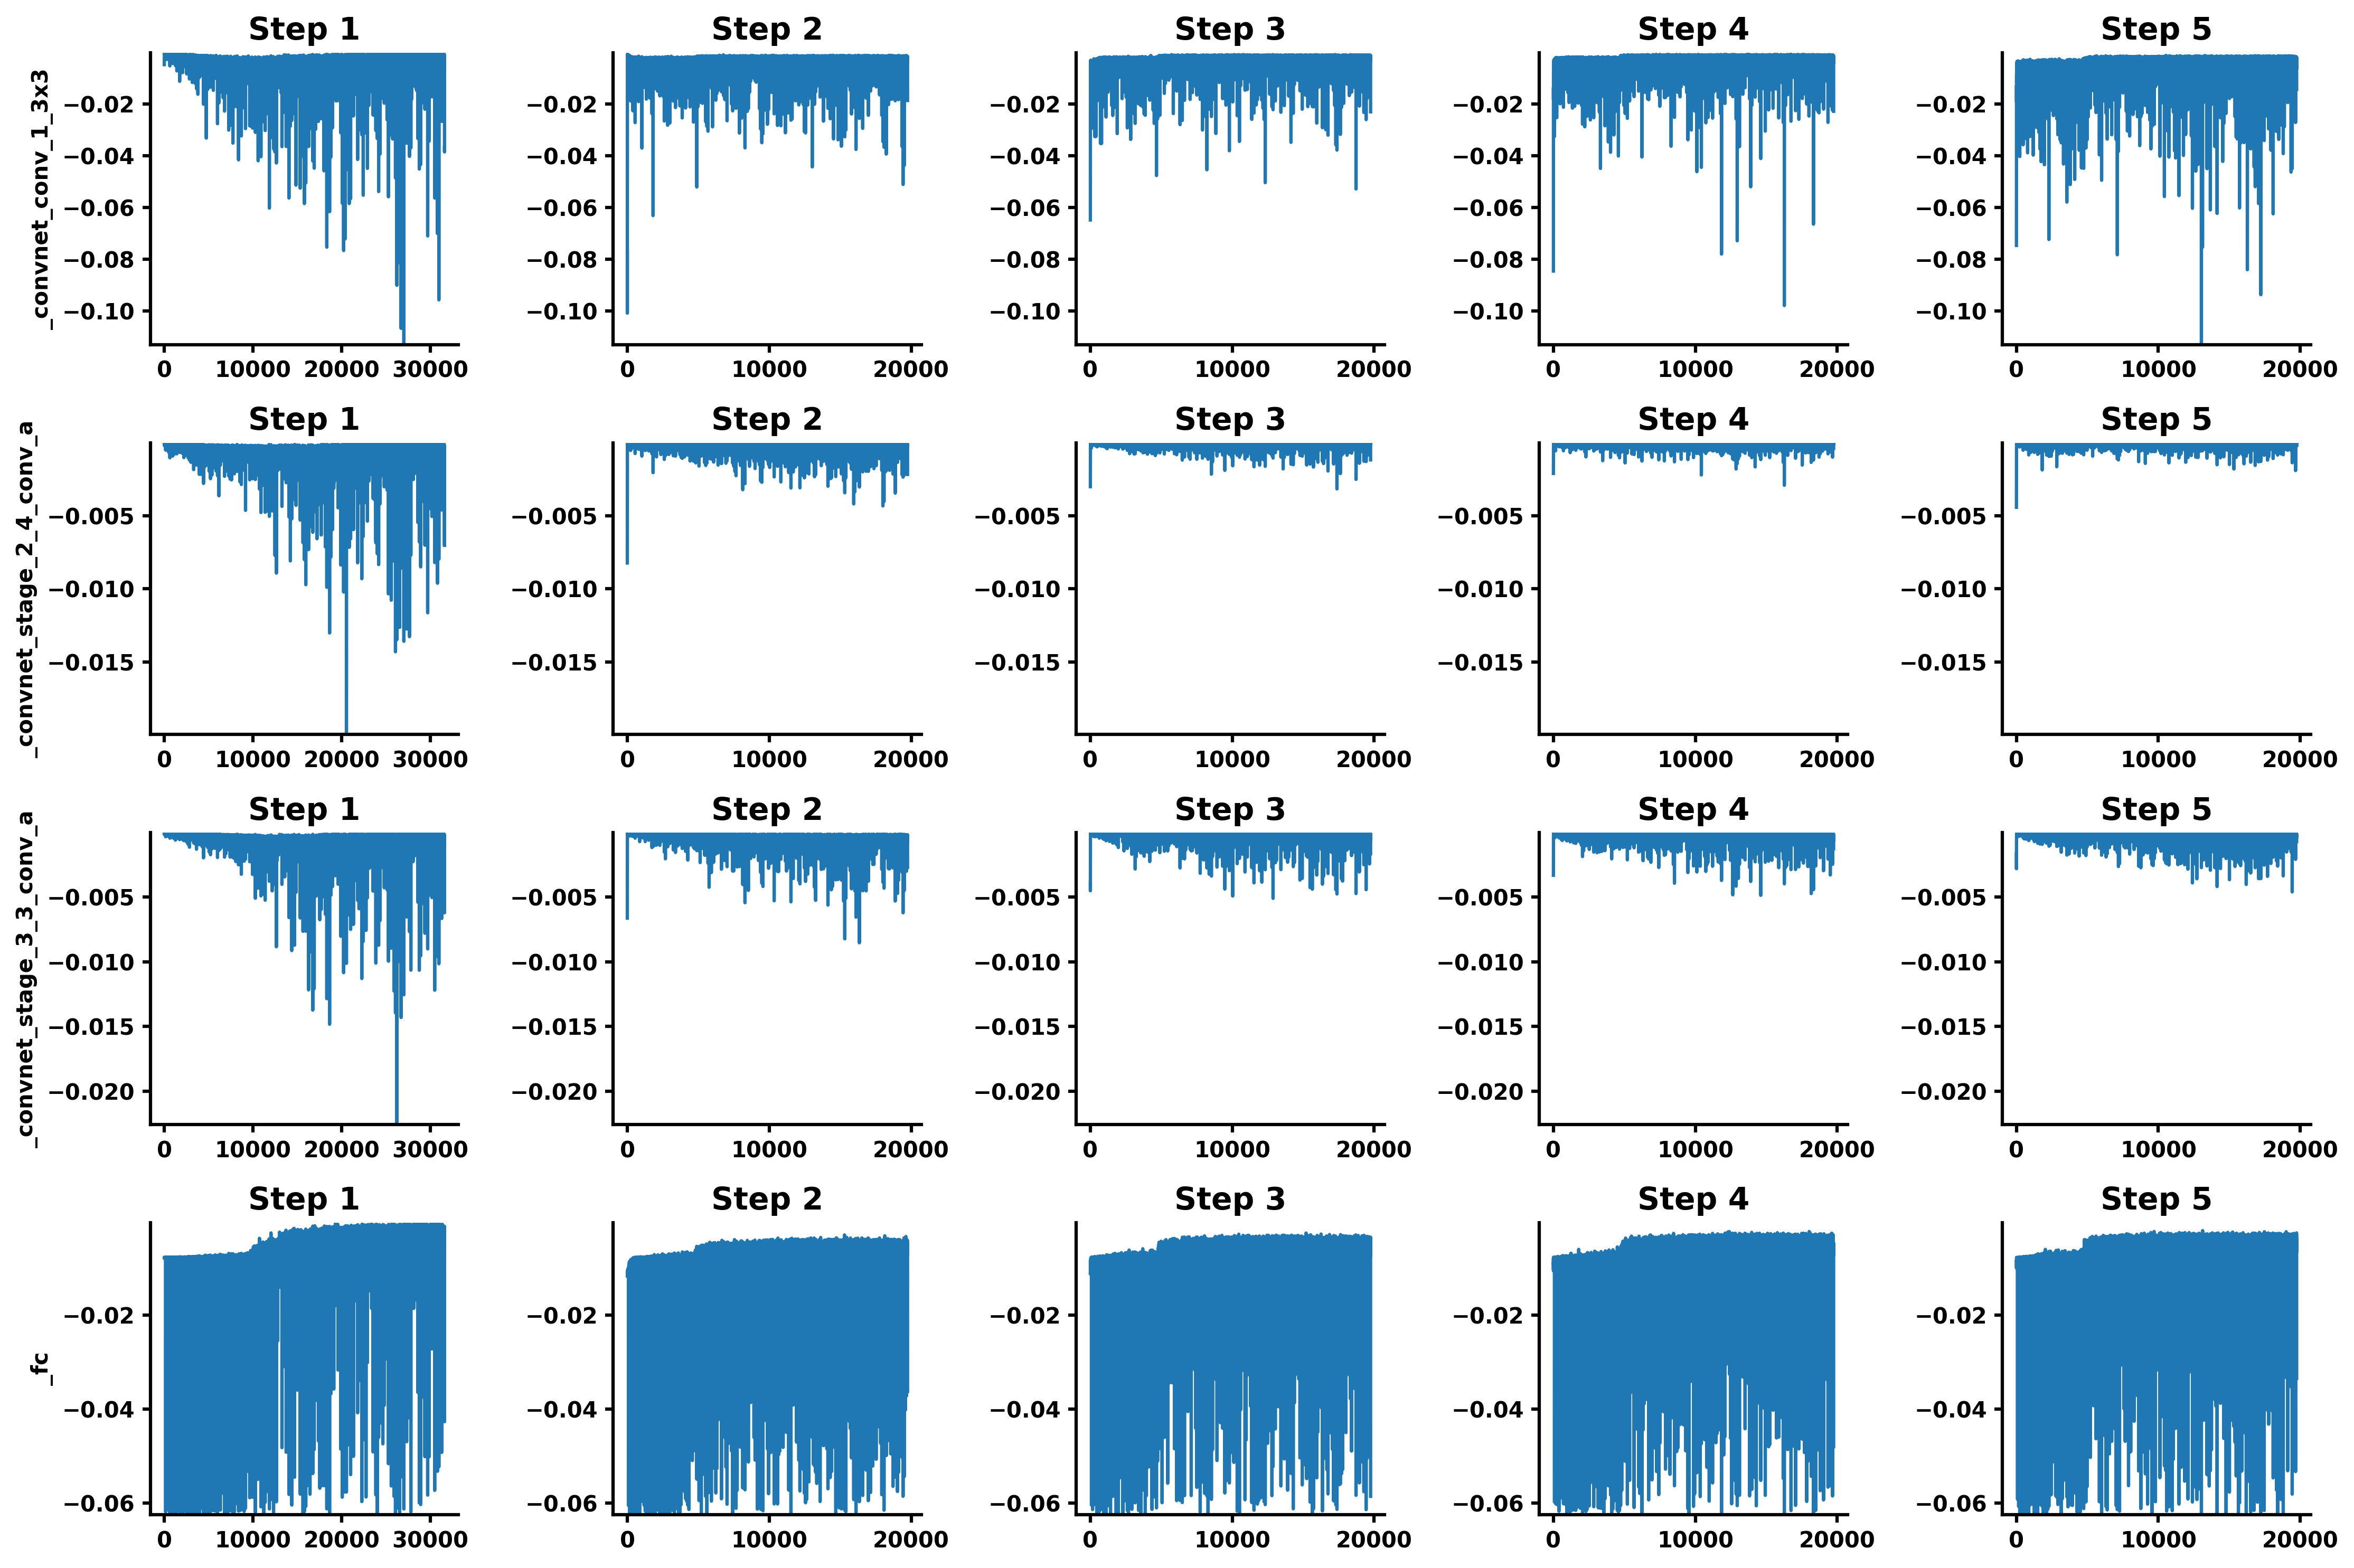 Step 1 Step 2 Step 3 Step 4 Step 5
_convnet_conv_1_3x3
−0.02 −0.02 −0.02 −0.02 −0.02
−0.04 −0.04 −0.04 −0.04 −0.04
−0.06 −0.06 −0.06 −0.06 −0.06
−0.08 −0.08 −0.08 −0.08 −0.08
−0.10 −0.10 −0.10 −0.10 −0.10
0 10000 20000 30000 0 10000 20000 0 10000 20000 0 10000 20000 0 10000 20000
Step 1 Step 2 Step 3 Step 4 Step 5
_convnet_stage_2_4_conv_a
−0.005 −0.005 −0.005 −0.005 −0.005
−0.010 −0.010 −0.010 −0.010 −0.010
−0.015 −0.015 −0.015 −0.015 −0.015
0 10000 20000 30000 0 10000 20000 0 10000 20000 0 10000 20000 0 10000 20000
Step 1 Step 2 Step 3 Step 4 Step 5
_convnet_stage_3_3_conv_a
−0.005 −0.005 −0.005 −0.005 −0.005
−0.010 −0.010 −0.010 −0.010 −0.010
−0.015 −0.015 −0.015 −0.015 −0.015
−0.020 −0.020 −0.020 −0.020 −0.020
0 10000 20000 30000 0 10000 20000 0 10000 20000 0 10000 20000 0 10000 20000
Step 1 Step 2 Step 3 Step 4 Step 5
_fc
−0.02 −0.02 −0.02 −0.02 −0.02
−0.04 −0.04 −0.04 −0.04 −0.04
−0.06 −0.06 −0.06 −0.06 −0.06
0 10000 20000 30000 0 10000 20000 0 10000 20000 0 10000 20000 0 10000 20000